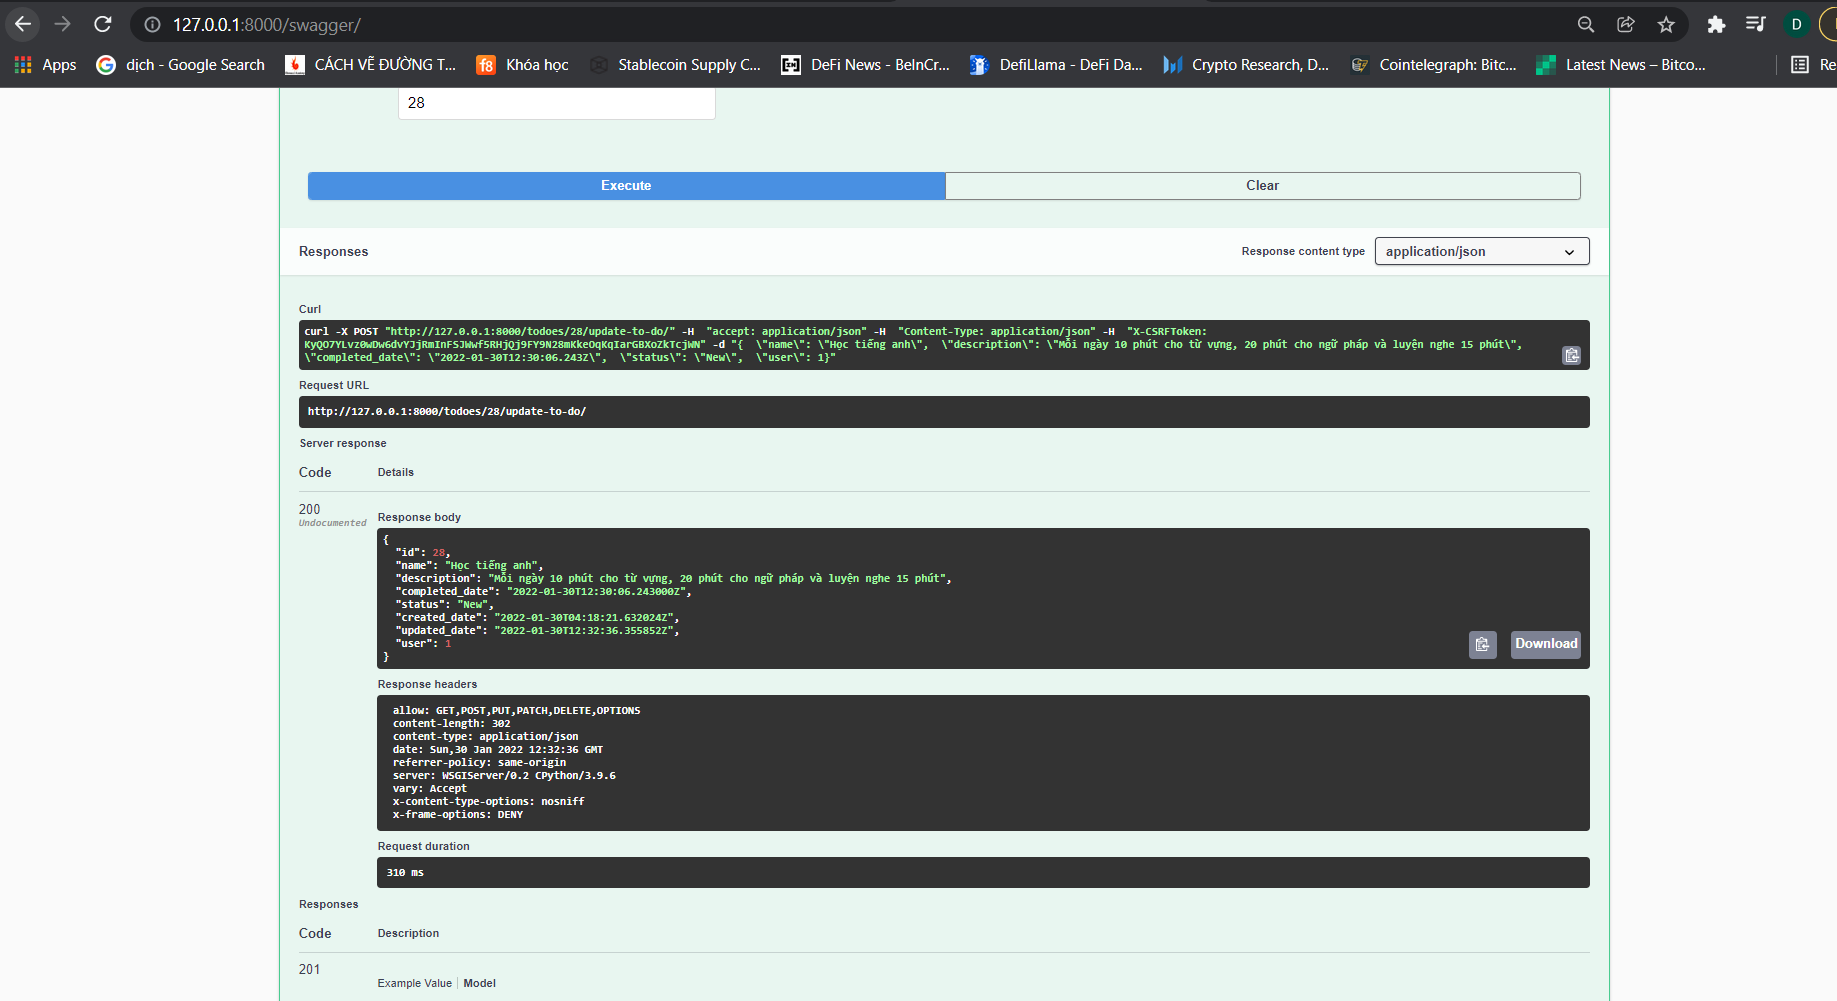 127.0.0.1:8000/swagger/
D
Apps
dịch - Google Search
CÁCH VẼ ĐƯỜNG T...
f8 Khóa học
Stablecoin Supply C...
DeFi News - BeInCr...
DefiLlama - DeFi Da...
Crypto Research, D...
Cointelegraph: Bitc...
Latest News – Bitco...
Re
28
Execute
Clear
Responses
Response content type
application/json
Curl
curl -X POST "http://127.0.0.1:8000/todoes/28/update-to-do/" -H  "accept: application/json" -H  "Content-Type: application/json" -H  "X-CSRFToken:
KyQO7YLvz0wDw6dvYJjRmInFSJWwf5RHjQj9FY9N28mKkeOqKqIarGBXoZkTcjWN" -d "{  \"name\": \"Học tiếng anh\",  \"description\": \"Mỗi ngày 10 phút cho từ vựng, 20 phút cho ngữ pháp và luyện nghe 15 phút\",
\"completed_date\": \"2022-01-30T12:30:06.243Z\",  \"status\": \"New\",  \"user\": 1}"
Request URL
http://127.0.0.1:8000/todoes/28/update-to-do/
Server response
Code
Details
200
Undocumented
Response body
{
"id": 28,
"name": "Học tiếng anh",
"description": "Mỗi ngày 10 phút cho từ vựng, 20 phút cho ngữ pháp và luyện nghe 15 phút",
"completed_date": "2022-01-30T12:30:06.243000Z",
"status": "New",
"created_date": "2022-01-30T04:18:21.632024Z",
"updated_date": "2022-01-30T12:32:36.355852Z",
"user": 1
}
Download
Response headers
allow: GET,POST,PUT,PATCH,DELETE,OPTIONS
content-length: 302
content-type: application/json
date: Sun,30 Jan 2022 12:32:36 GMT
referrer-policy: same-origin
server: WSGIServer/0.2 CPython/3.9.6
vary: Accept
x-content-type-options: nosniff
x-frame-options: DENY
Request duration
310 ms
Responses
Code
Description
201
Example Value
Model